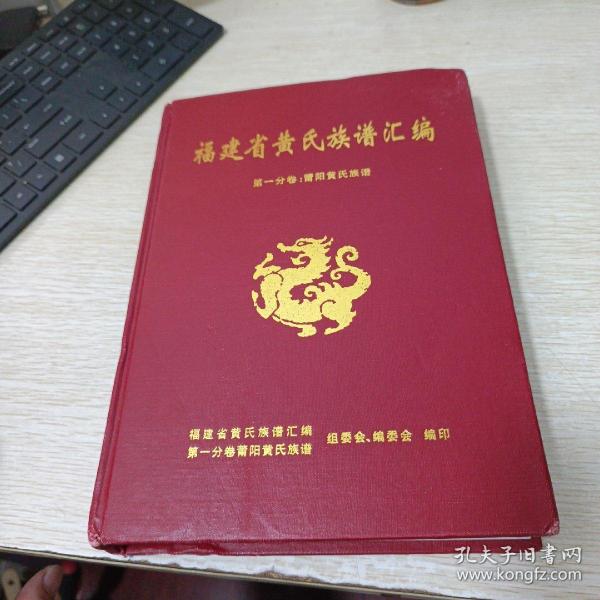 福建省黄氏族谱汇编
第一分卷：莆阳黄氏族谱
福建省黄氏族谱汇编
第一分卷莆阳黄氏族谱
组委会、编委会 编印
孔夫子旧书网
www.kongfz.com